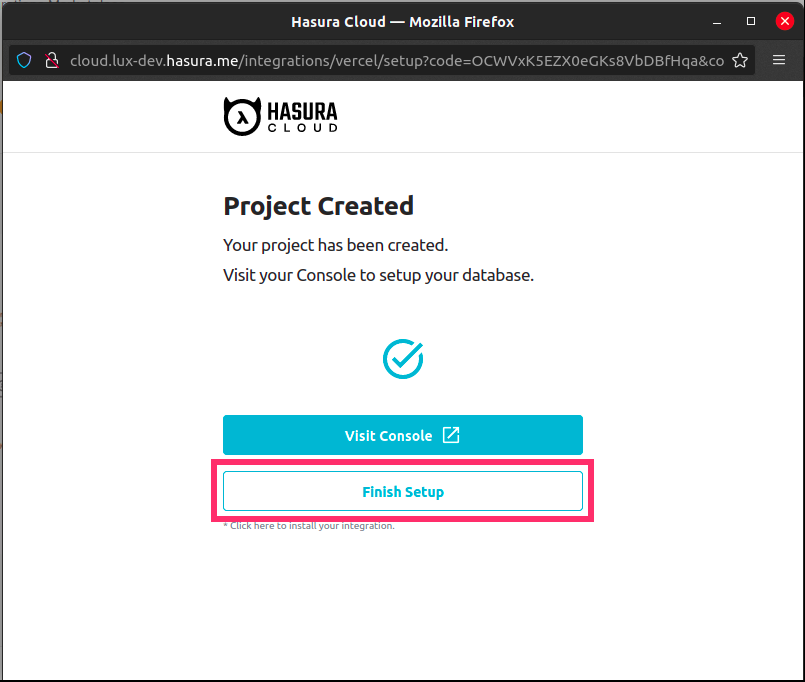 Hasura Cloud — Mozilla Firefox
cloud.lux-dev.hasura.me/integrations/vercel/setup?code=OCWVxK5EZX0eGKs8VbDBfHqa&co
HASURA
CLOUD
Project Created
Your project has been created.
Visit your Console to setup your database.
Visit Console
Finish Setup
* Click here to install your integration.